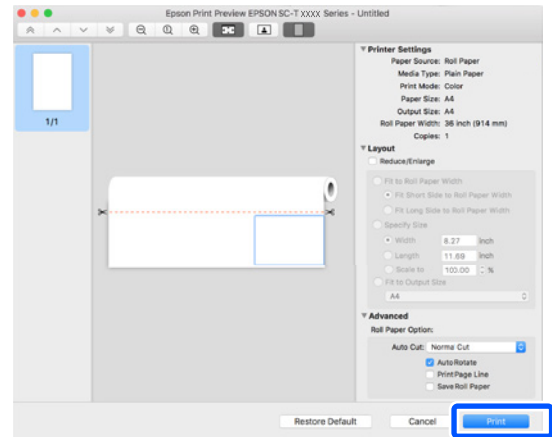 Epson Print Preview EPSON SC-T XXXX Series - Untitled
1/1
Printer Settings
Paper Source: Roll Paper
Media Type: Plain Paper
Print Mode: Color
Paper Size: A4
Output Size: A4
Roll Paper Width: 36 inch (914 mm)
Copies: 1
Layout
Reduce/Enlarge
Fit to Roll Paper Width
Fit Short Side to Roll Paper Width
Fit Long Side to Roll Paper Width
Specify Size
Width 8.27 inch
Length 11.69 inch
Scale to 100.00 %
Fit to Output Size
A4
Advanced
Roll Paper Option:
Auto Cut: Norma Cut
Auto Rotate
Print Page Line
Save Roll Paper
Restore Default Cancel Print